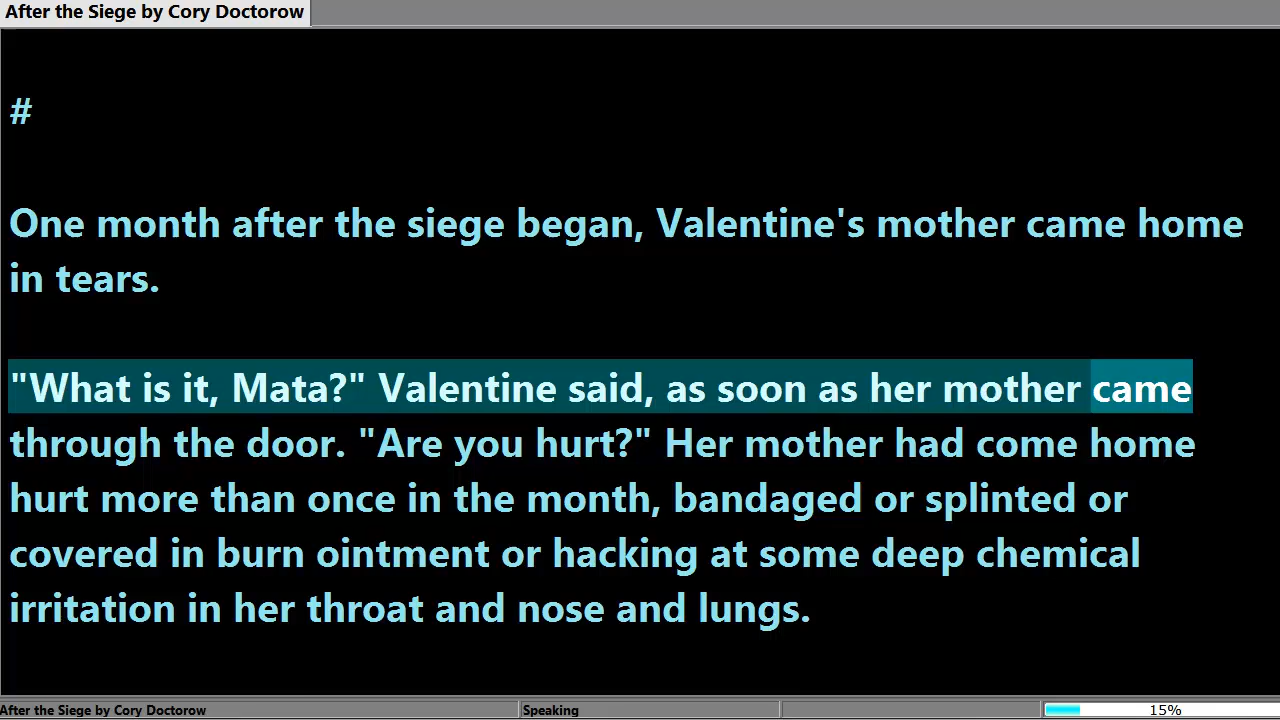 After the Siege by Cory Doctorow
#
One month after the siege began, Valentine's mother came home
in tears.
"What is it, Mata?" Valentine said, as soon as her mother came
through the door. "Are you hurt?" Her mother had come home
hurt more than once in the month, bandaged or splinted or
covered in burn ointment or hacking at some deep chemical
irritation in her throat and nose and lungs.
After the Siege by Cory Doctorow
Speaking
15%